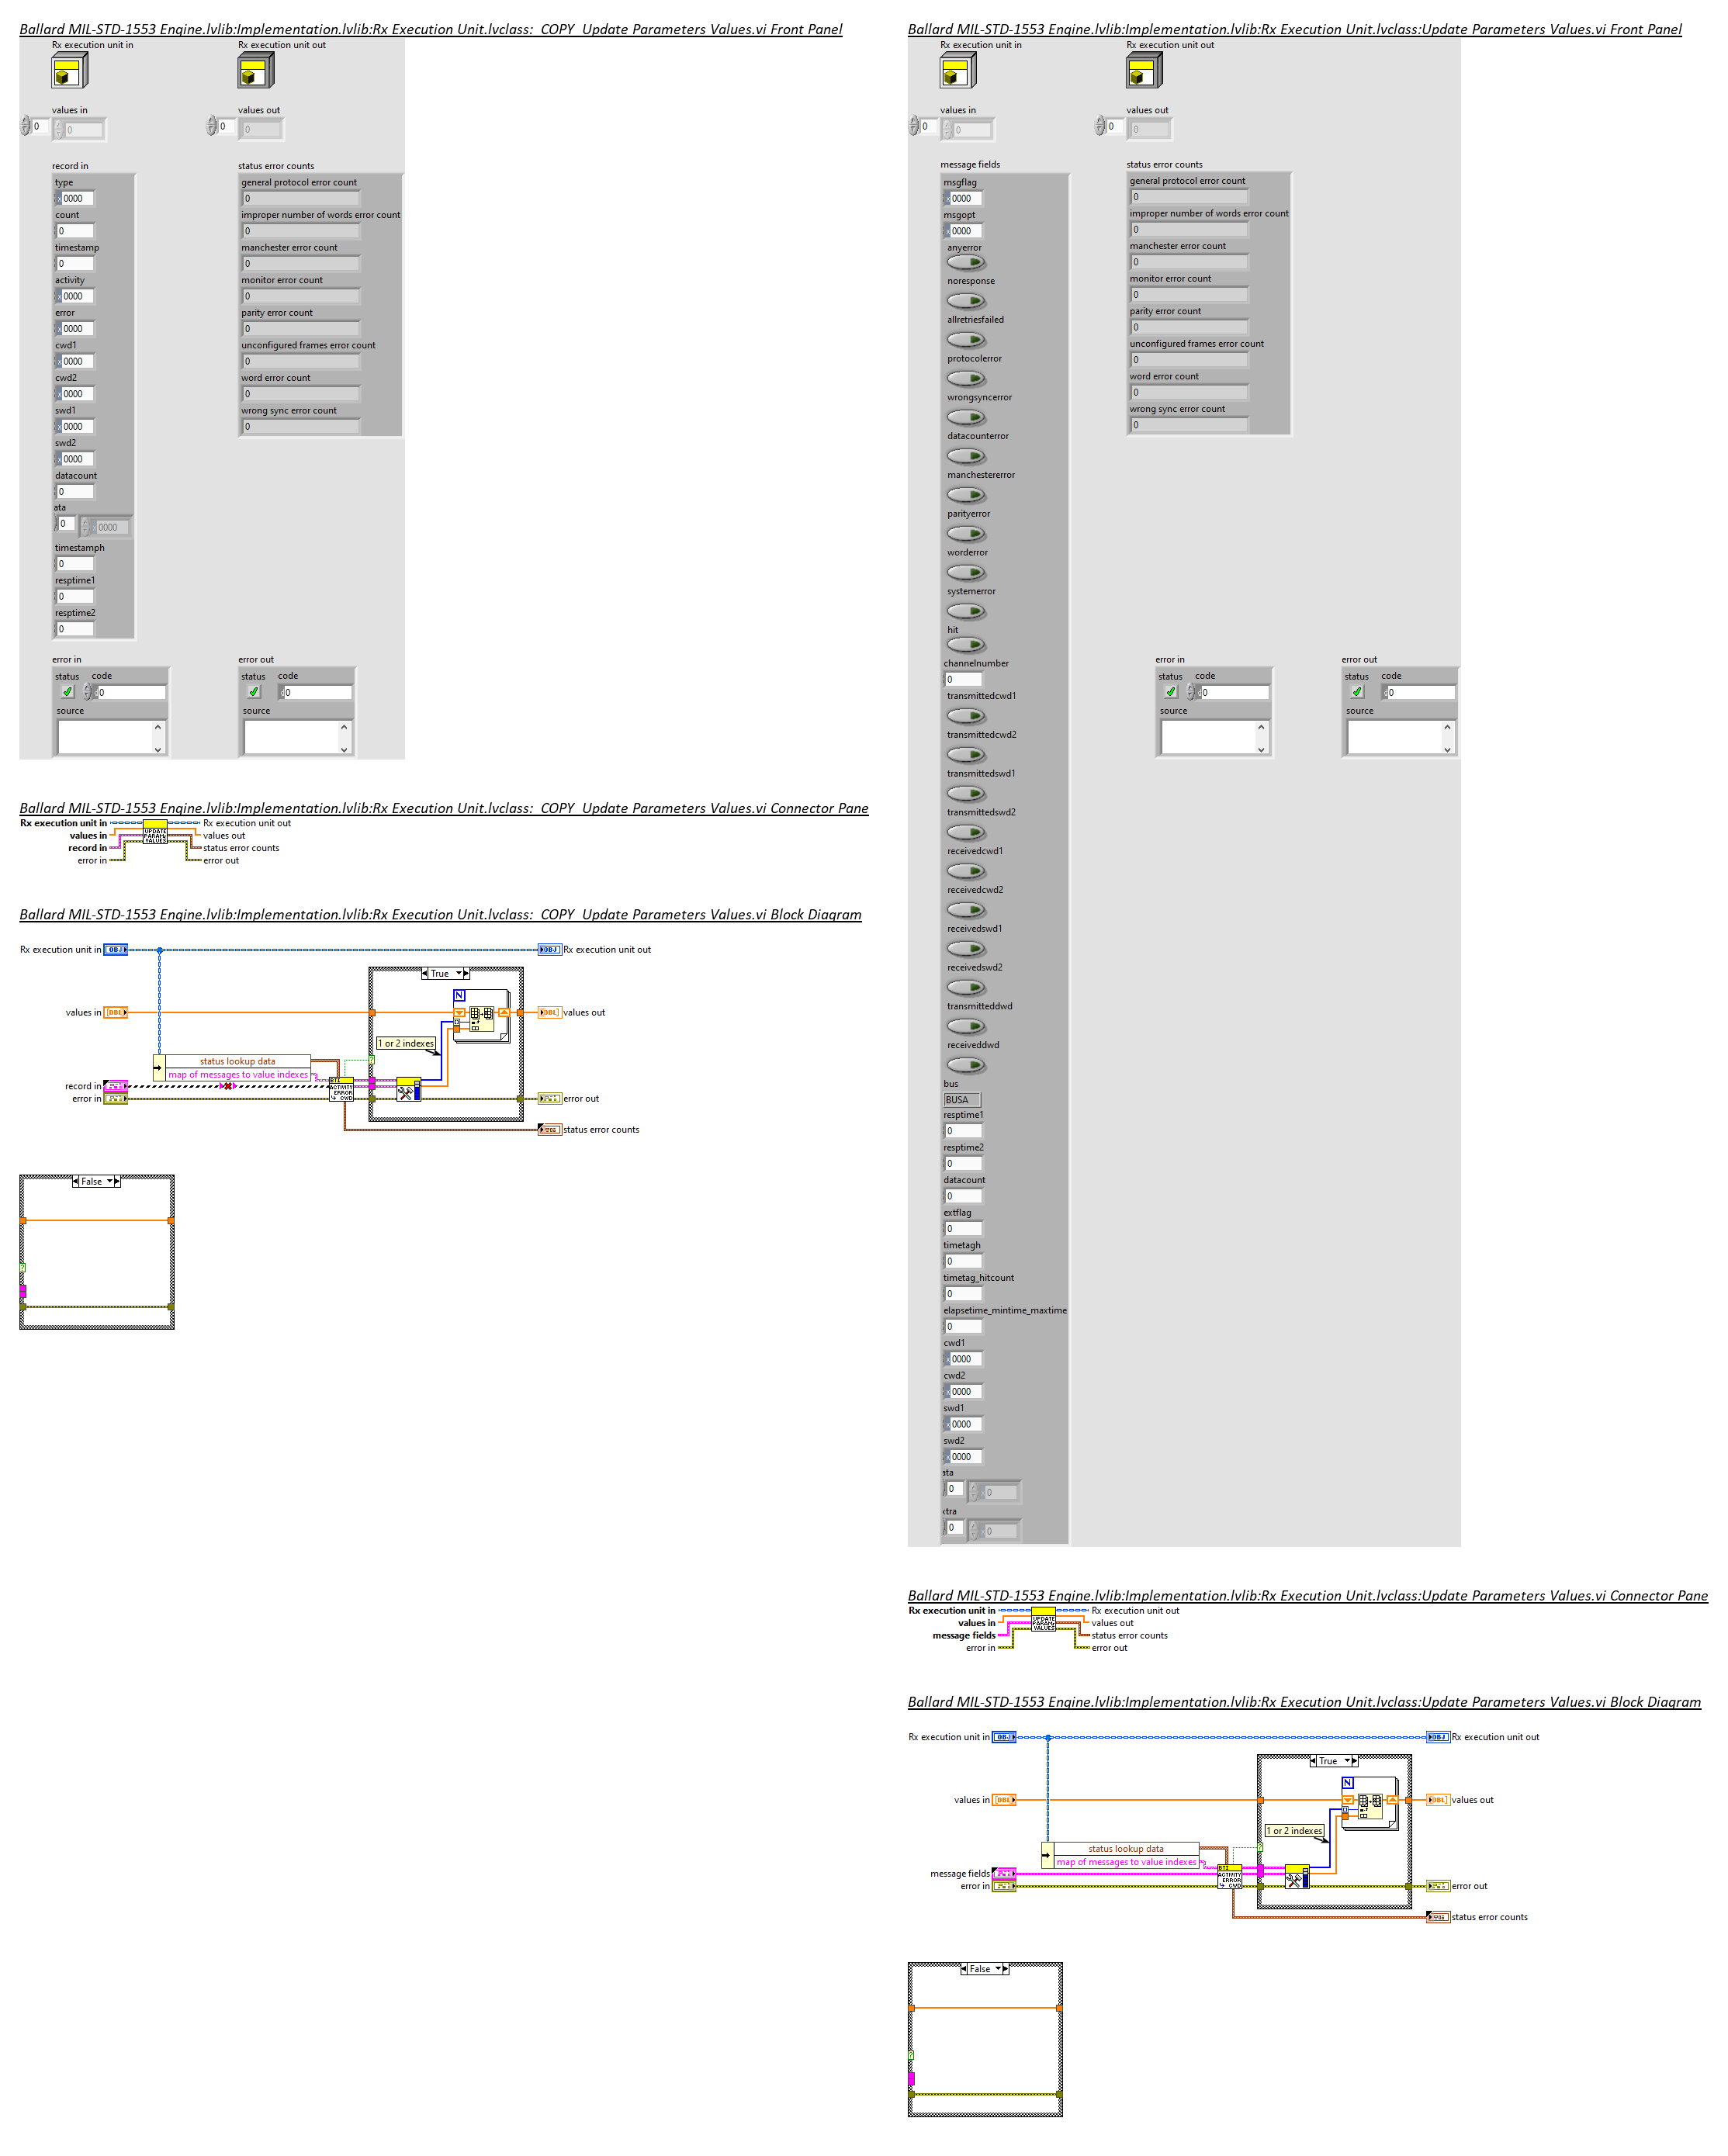 Ballard MIL-STD-1553 Engine.lvlib:Implementation.lvlib:Rx Execution Unit.lvclass:_COPY_Update Parameters Values.vi Front Panel
Rx execution unit in
Rx execution unit out
values in
values out
0
0
0
0
record in
status error counts
type
general protocol error count
0000
0
count
improper number of words error count
0
0
timestamp
manchester error count
0
0
activity
monitor error count
0000
0
error
parity error count
0000
0
cwd1
unconfigured frames error count
0000
0
cwd2
word error count
0000
0
swd1
wrong sync error count
0000
0
swd2
0000
datacount
0
ata
0
0000
timestamph
0
resptime1
0
resptime2
0
error in
error out
status
code
status
code
0
0
source
source
Ballard MIL-STD-1553 Engine.lvlib:Implementation.lvlib:Rx Execution Unit.lvclass:_COPY_Update Parameters Values.vi Connector Pane
Rx execution unit in
Rx execution unit out
values in
values out
record in
status error counts
error in
error out
UPDATE
PARAM
VALUES
Ballard MIL-STD-1553 Engine.lvlib:Implementation.lvlib:Rx Execution Unit.lvclass:_COPY_Update Parameters Values.vi Block Diagram
Rx execution unit in
OBJ
OBJ
Rx execution unit out
True
N
values in
DBL
DBL
values out
1 or 2 indexes
status lookup data
map of messages to value indexes
record in
BTI
ACTIVITY
ERROR
CWD
error in
error out
status error counts
False
Ballard MIL-STD-1553 Engine.lvlib:Implementation.lvlib:Rx Execution Unit.lvclass:Update Parameters Values.vi Front Panel
Rx execution unit in
Rx execution unit out
values in
values out
0
0
0
0
message fields
status error counts
msgflag
general protocol error count
0000
0
msgopt
improper number of words error count
0000
0
anyerror
manchester error count
0
noresponse
monitor error count
0
allretriesfailed
parity error count
0
protocolerror
unconfigured frames error count
0
wrongsyncerror
word error count
0
datacounterror
wrong sync error count
0
manchestererror
parityerror
worderror
systemerror
hit
channelnumber
0
error in
error out
status
code
status
code
0
0
source
source
transmittedcwd1
transmittedcwd2
transmittedswd1
transmittedswd2
receivedcwd1
receivedcwd2
receivedswd1
receivedswd2
transmitteddwd
receiveddwd
bus
BUSA
resptime1
0
resptime2
0
datacount
0
extflag
0
timetagh
0
timetag_hitcount
0
elapsetime_mintime_maxtime
0
cwd1
0000
cwd2
0000
swd1
0000
swd2
0000
ata
0
0
xtra
0
0
Ballard MIL-STD-1553 Engine.lvlib:Implementation.lvlib:Rx Execution Unit.lvclass:Update Parameters Values.vi Connector Pane
Rx execution unit in
Rx execution unit out
values in
values out
message fields
status error counts
error in
error out
UPDATE
PARAM
VALUES
Ballard MIL-STD-1553 Engine.lvlib:Implementation.lvlib:Rx Execution Unit.lvclass:Update Parameters Values.vi Block Diagram
Rx execution unit in
OBJ
OBJ
Rx execution unit out
True
N
values in
DBL
DBL
values out
1 or 2 indexes
status lookup data
map of messages to value indexes
message fields
BTI
ACTIVITY
ERROR
CWD
error in
error out
status error counts
False